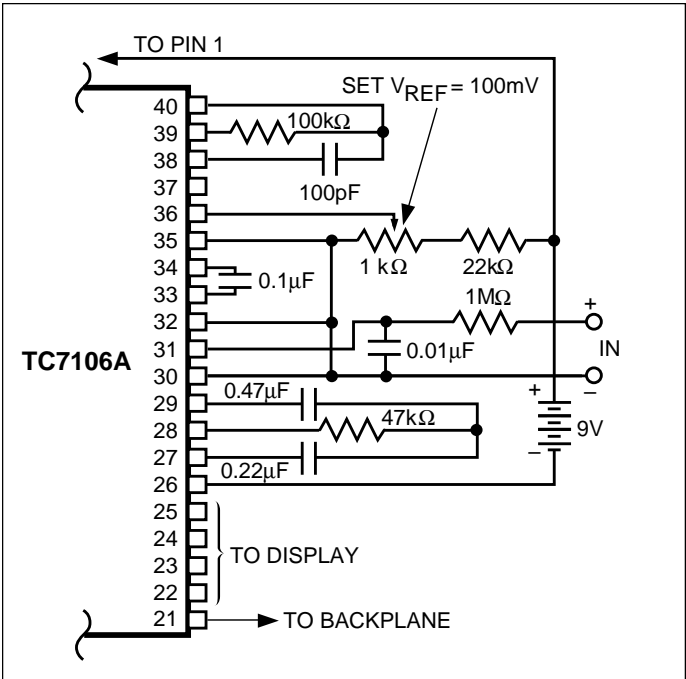 TO PIN 1
SET VREF = 100mV
40
39
100kΩ
38
100pF
37
36
35
1 kΩ
22kΩ
34
0.1µF
33
1MΩ
32
+
31
0.01µF
IN
TC7106A
30
–
29
0.47µF
+
28
47kΩ
9V
27
0.22µF
–
26
25
24
TO DISPLAY
23
22
21
TO BACKPLANE